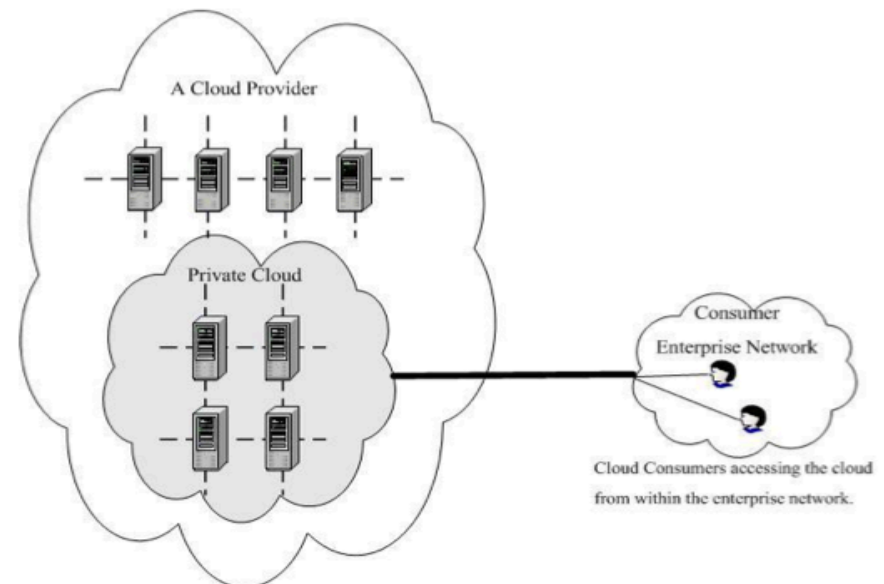 A Cloud Provider
Private Cloud
Consumer
Enterprise Network
Cloud Consumers accessing the cloud
from within the enterprise network.